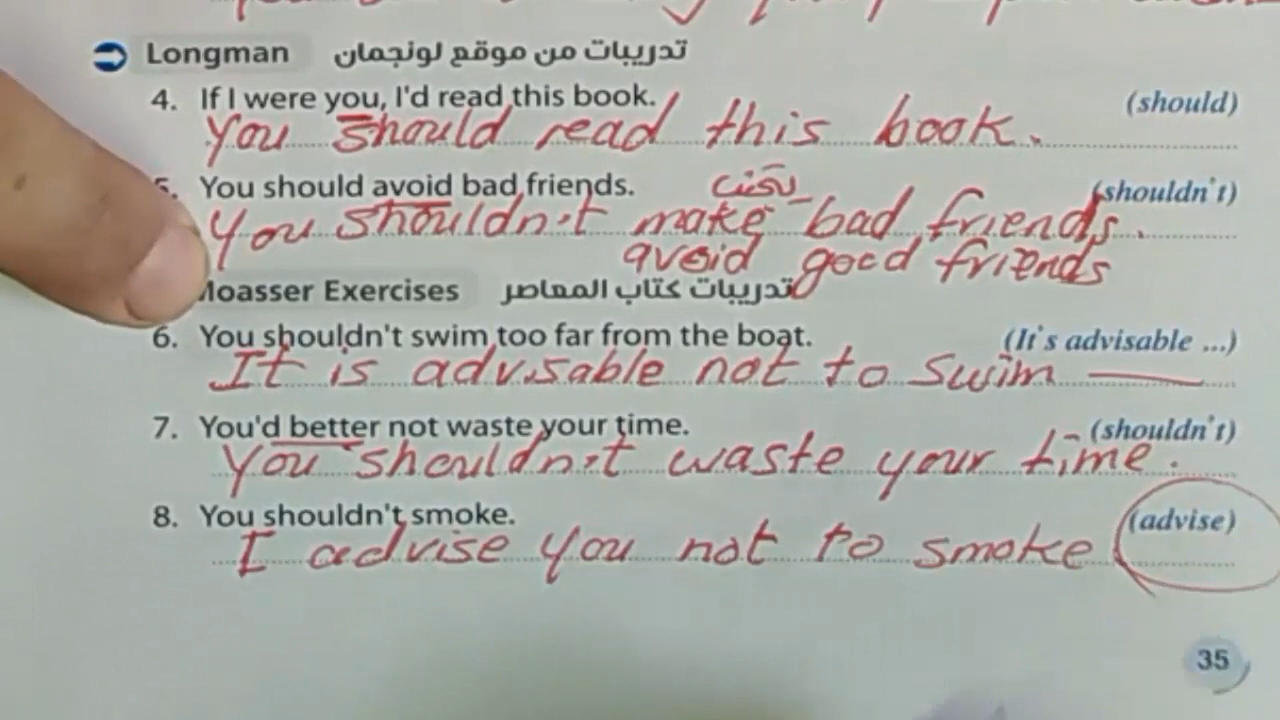 Longman تدريبات من موقع لونجمان
4. If I were you, I'd read this book. (should)
You should read this book.
You should avoid bad friends. (shouldn't)
You shouldn't make bad friends.
avoid good friends
Moasser Exercises تدريبات كتاب المعاصر
6. You shouldn't swim too far from the boat. (It's advisable ...)
It is advisable not to swim
7. You'd better not waste your time. (shouldn't)
You shouldn't waste your time.
8. You shouldn't smoke. (advise)
I advise you not to smoke
35